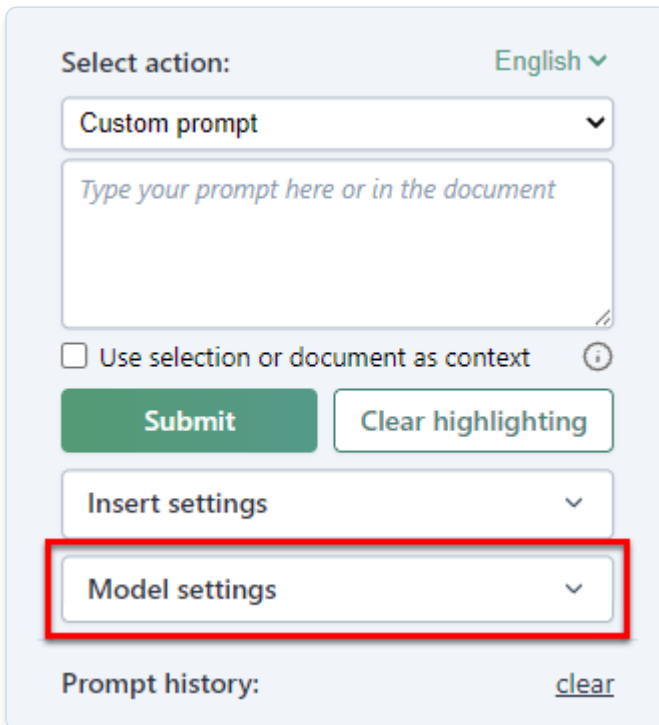 Select action: English
Custom prompt
Type your prompt here or in the document
Use selection or document as context
Submit Clear highlighting
Insert settings
Model settings
Prompt history: clear